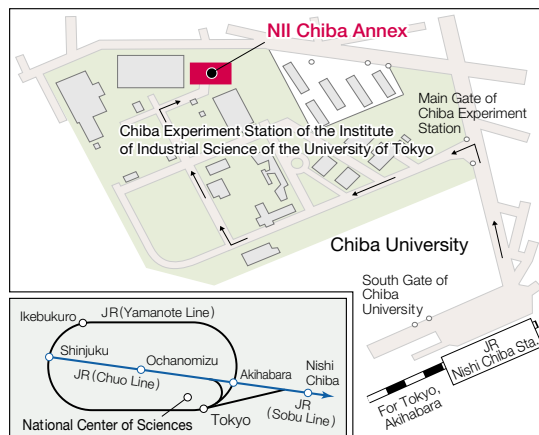 NII Chiba Annex
Main Gate of
Chiba Experiment
Station
Chiba Experiment Station of the Institute
of Industrial Science of the University of Tokyo
Chiba University
South Gate of
Chiba
University
JR
Nishi Chiba Sta.
For Tokyo,
Akihabara
Ikebukuro
JR (Yamanote Line)
Shinjuku
Ochanomizu
JR (Chuo Line)
Akihabara
Nishi
Chiba
JR
(Sobu Line)
National Center of Sciences
Tokyo